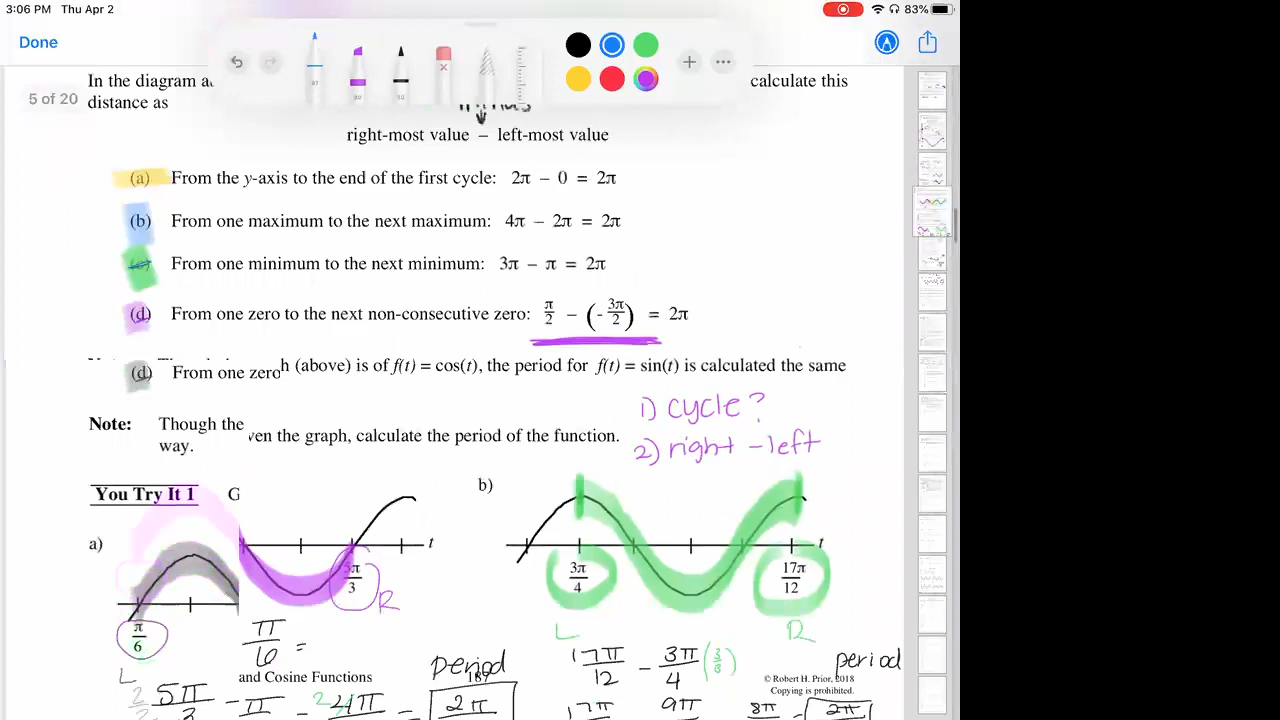 3:06 PM Thu Apr 2
83%
Done
In the diagram a
calculate this
5 of 20
distance as
right-most value – left-most value
(a) From the y-axis to the end of the first cycle: 2π – 0 = 2π
(b) From one maximum to the next maximum: 4π – 2π = 2π
From one minimum to the next minimum: 3π – π = 2π
(d) From one zero to the next non-consecutive zero: π/2 – (-3π/2) = 2π
h (above) is of f(t) = cos(t), the period for f(t) = sin(t) is calculated the same
(d) From one zero
1) cycle?
Note: Though the
way.
ven the graph, calculate the period of the function.
2) right - left
You Try It 1 G
b)
a)
t
t
π/6
3π/4
17π/12
R
L
L
R
π/6 =
period
17π/12 - 3π/4 (3/3)
period
and Cosine Functions
© Robert H. Prior, 2018
Copying is prohibited.
5π
π
4π
2π
17π
9π
8π
2π